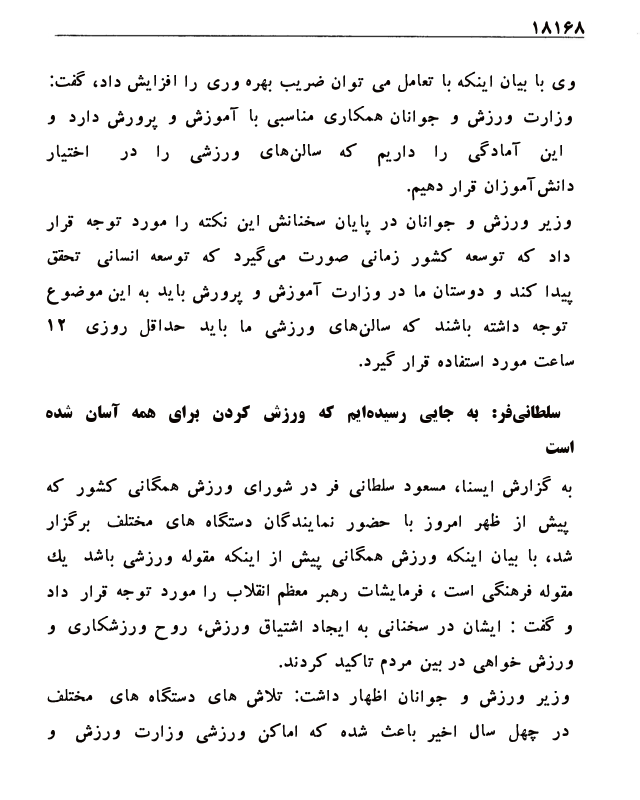 ۱۸۱۶۸
وی با بیان اینکه با تعامل می توان ضریب بهره وری را افزایش داد، گفت:
وزارت ورزش و جوانان همکاری مناسبی با آموزش و پرورش دارد و
این آمادگی را داریم که سالن‌های ورزشی را در اختیار
دانش‌آموزان قرار دهیم.
وزیر ورزش و جوانان در پایان سخنانش این نکته را مورد توجه قرار
داد که توسعه کشور زمانی صورت می‌گیرد که توسعه انسانی تحقق
پیدا کند و دوستان ما در وزارت آموزش و پرورش باید به این موضوع
توجه داشته باشند که سالن‌های ورزشی ما باید حداقل روزی ۱۲
ساعت مورد استفاده قرار گیرد.
سلطانی‌فر: به جایی رسیده‌ایم که ورزش کردن برای همه آسان شده
است
به گزارش ایسنا، مسعود سلطانی فر در شورای ورزش همگانی کشور که
پیش از ظهر امروز با حضور نمایندگان دستگاه های مختلف برگزار
شد، با بیان اینکه ورزش همگانی پیش از اینکه مقوله ورزشی باشد یك
مقوله فرهنگی است ، فرمایشات رهبر معظم انقلاب را مورد توجه قرار داد
و گفت : ایشان در سخنانی به ایجاد اشتیاق ورزش، روح ورزشکاری و
ورزش خواهی در بین مردم تاکید کردند.
وزیر ورزش و جوانان اظهار داشت: تلاش های دستگاه های مختلف
در چهل سال اخیر باعث شده که اماکن ورزشی وزارت ورزش و